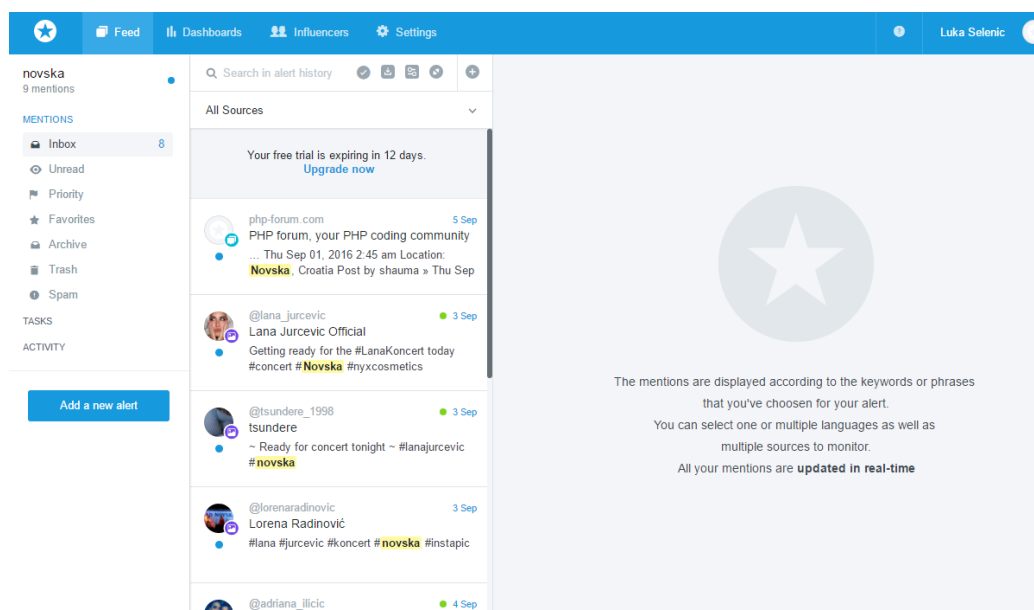 Feed
Dashboards
Influencers
Settings
Luka Selenic
novska
9 mentions
MENTIONS
Inbox 8
Unread
Priority
Favorites
Archive
Trash
Spam
TASKS
ACTIVITY
Add a new alert
Search in alert history
All Sources
Your free trial is expiring in 12 days.
Upgrade now
php-forum.com 5 Sep
PHP forum, your PHP coding community
... Thu Sep 01, 2016 2:45 am Location:
Novska, Croatia Post by shauma » Thu Sep
@lana_jurcevic 3 Sep
Lana Jurcevic Official
Getting ready for the #LanaKoncert today
#concert #Novska #nyxcosmetics
@tsundere_1998 3 Sep
tsundere
~ Ready for concert tonight ~ #lanajurcevic
#novska
@lorenaradinovic 3 Sep
Lorena Radinović
#lana #jurcevic #koncert #novska #instapic
@adriana_ilicic 4 Sep
The mentions are displayed according to the keywords or phrases
that you've choosen for your alert.
You can select one or multiple languages as well as
multiple sources to monitor.
All your mentions are updated in real-time